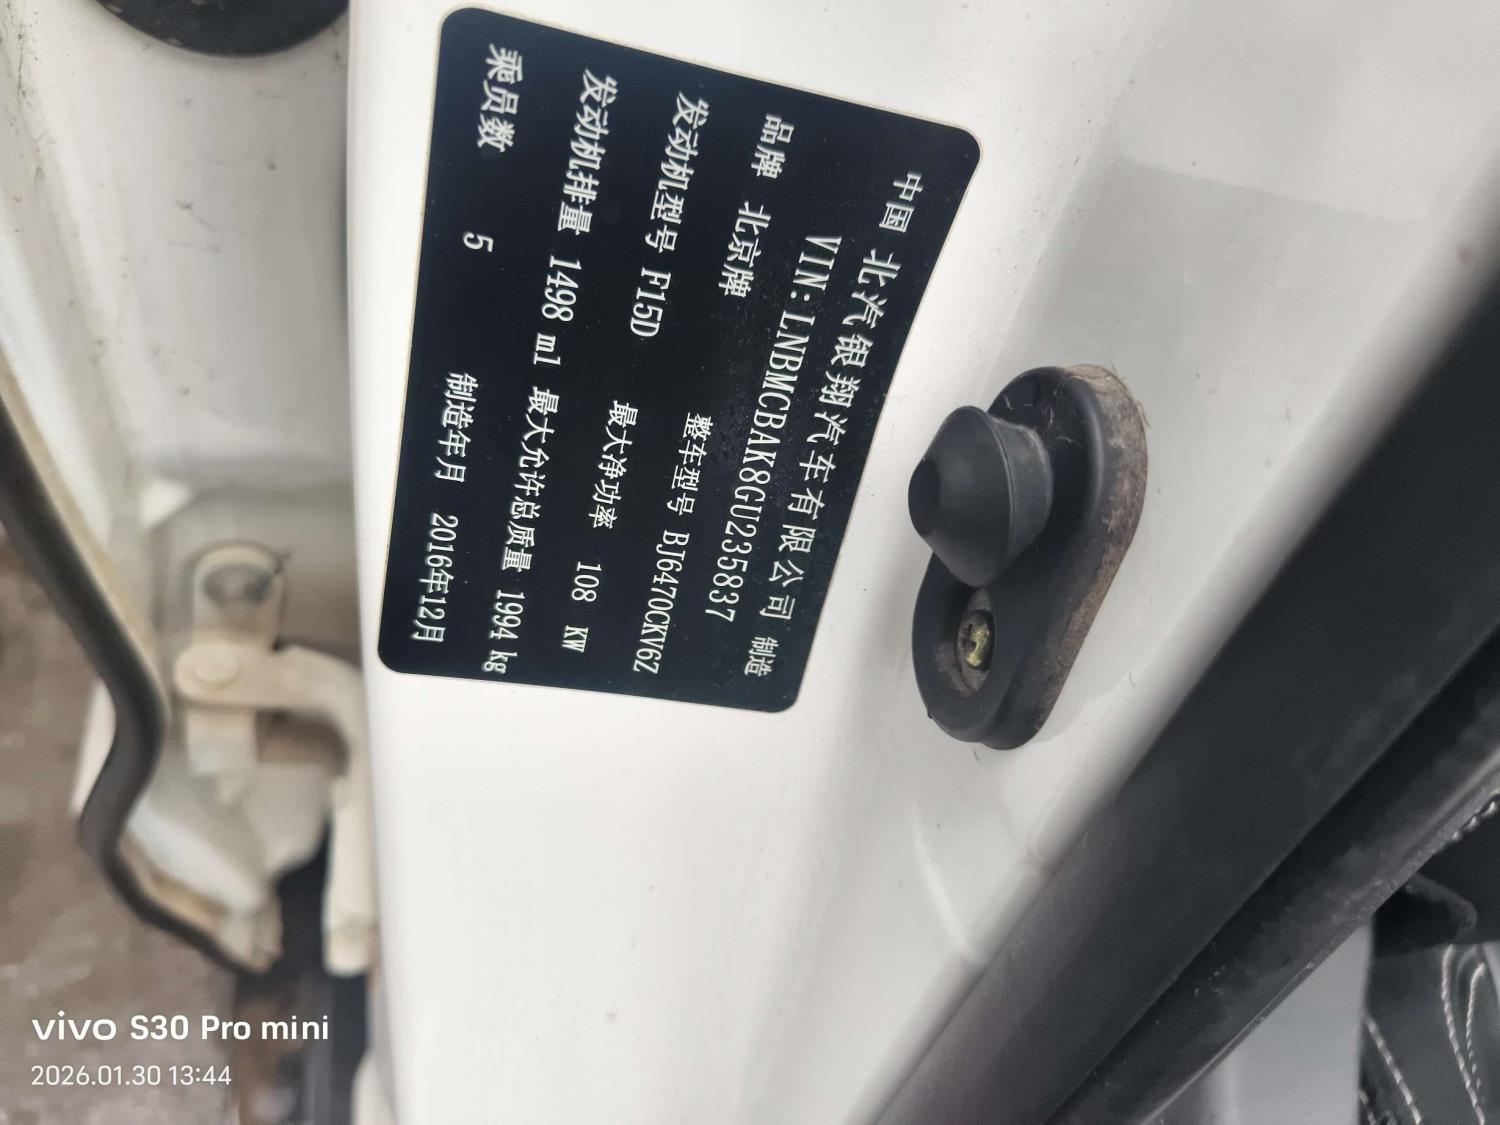 中国 北汽银翔汽车有限公司 制造
VIN:LNBMCBAK8GU235837
品牌 北京牌 整车型号 BJ6470CKV6Z
发动机型号 F15D 最大净功率 108 KW
发动机排量 1498 ml 最大允许总质量 1994 kg
乘员数 5 制造年月 2016年12月
vivo S30 Pro mini
2026.01.30 13:44